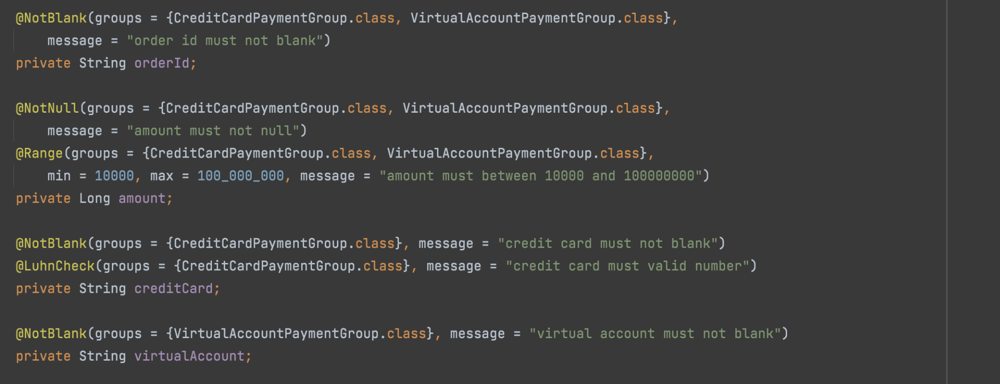 @NotBlank(groups = {CreditCardPaymentGroup.class, VirtualAccountPaymentGroup.class},
message = "order id must not blank")
private String orderId;
@NotNull(groups = {CreditCardPaymentGroup.class, VirtualAccountPaymentGroup.class},
message = "amount must not null")
@Range(groups = {CreditCardPaymentGroup.class, VirtualAccountPaymentGroup.class},
min = 10000, max = 100_000_000, message = "amount must between 10000 and 100000000")
private Long amount;
@NotBlank(groups = {CreditCardPaymentGroup.class}, message = "credit card must not blank")
@LuhnCheck(groups = {CreditCardPaymentGroup.class}, message = "credit card must valid number")
private String creditCard;
@NotBlank(groups = {VirtualAccountPaymentGroup.class}, message = "virtual account must not blank")
private String virtualAccount;